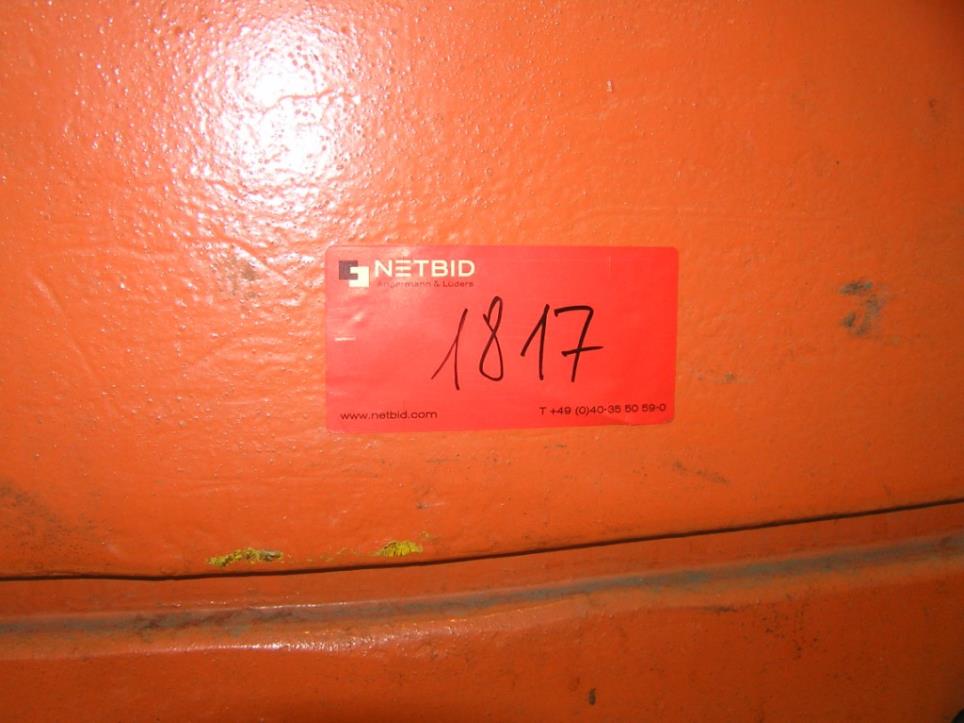 NETBID
Angermann & Lüders
1817
www.netbid.com
T +49 (0)40-35 50 59-0